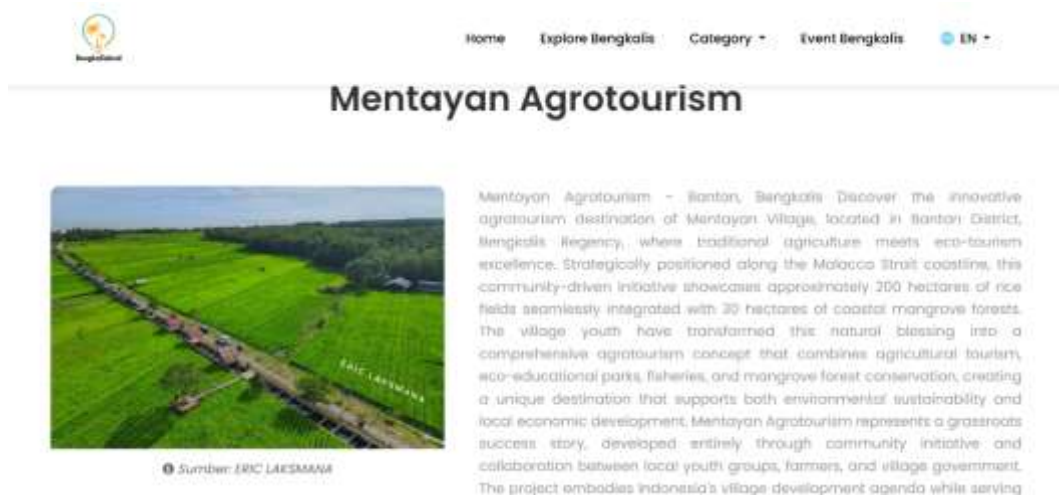 Home Explore Bengkalis Category Event Bengkalis EN
Mentayan Agrotourism
Mentayan Agrotourism - Bantan, Bengkalis Discover the innovative
agrotourism destination of Mentayan Village, located in Bantan District,
Bengkalis Regency, where traditional agriculture meets eco-tourism
excellence. Strategically positioned along the Malacca Strait coastline, this
community-driven initiative showcases approximately 200 hectares of rice
fields seamlessly integrated with 30 hectares of coastal mangrove forests.
The village youth have transformed this natural blessing into a
comprehensive agrotourism concept that combines agricultural tourism,
eco-educational parks, fisheries, and mangrove forest conservation, creating
a unique destination that supports both environmental sustainability and
local economic development. Mentayan Agrotourism represents a grassroots
success story, developed entirely through community initiative and
collaboration between local youth groups, farmers, and village government.
The project embodies Indonesia's village development agenda while serving
ERIC LAKSMANA
Sumber: ERIC LAKSMANA